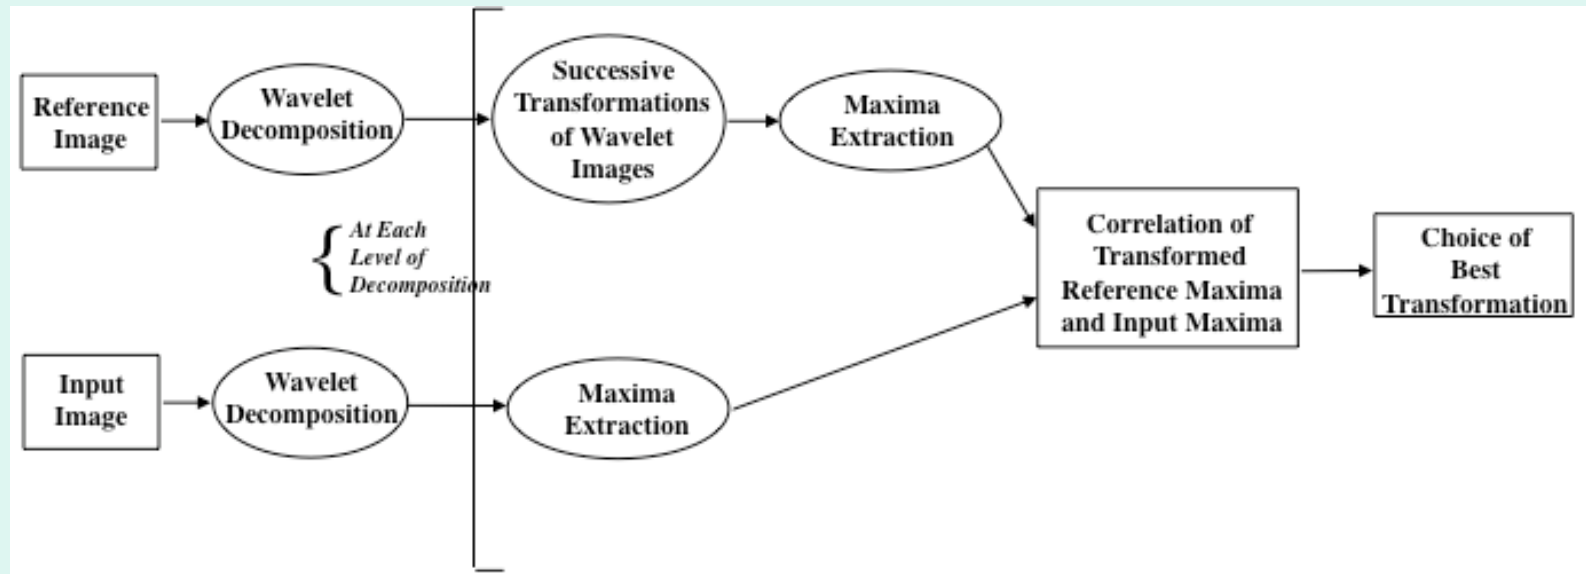 Reference
Image
Wavelet
Decomposition
Successive
Transformations
of Wavelet
Images
Maxima
Extraction
At Each
Level of
Decomposition
Correlation of
Transformed
Reference Maxima
and Input Maxima
Choice of
Best
Transformation
Input
Image
Wavelet
Decomposition
Maxima
Extraction